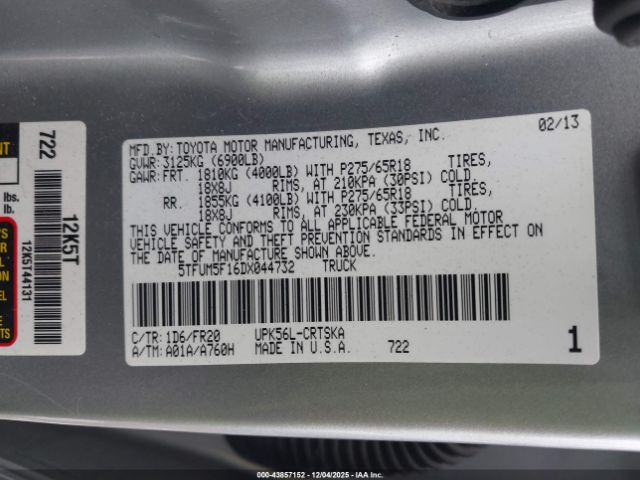 MFD.BY:TOYOTA MOTOR MANUFACTURING, TEXAS, INC. 02/13
GVWR:3125KG (6900LB)
GAWR:FRT. 1810KG (4000LB) WITH P275/65R18 TIRES,
18X8J RIMS, AT 210KPA (30PSI) COLD.
RR. 1855KG (4100LB) WITH P275/65R18 TIRES,
18X8J RIMS, AT 230KPA (33PSI) COLD.
THIS VEHICLE CONFORMS TO ALL APPLICABLE FEDERAL MOTOR
VEHICLE SAFETY AND THEFT PREVENTION STANDARDS IN EFFECT ON
THE DATE OF MANUFACTURE SHOWN ABOVE.
5TFUM5F16DX044732 TRUCK
C/TR:1D6/FR20 UPK56L-CRTSKA
A/TM:A01A/A760H MADE IN U.S.A. 722 1
722
12K5T
12K5T44131
lbs.
lb.
00-43857152 - 12/04/2025 - IAA Inc.